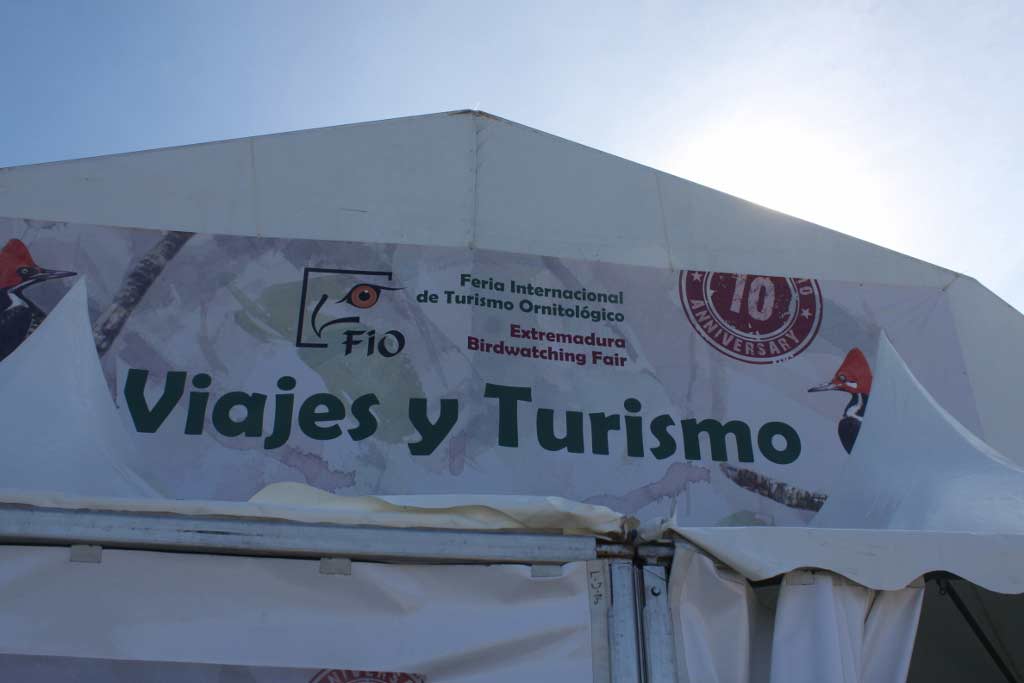 FIO
Feria Internacional
de Turismo Ornitológico
Extremadura
Birdwatching Fair
10
ANNIVERSARY
Viajes y Turismo